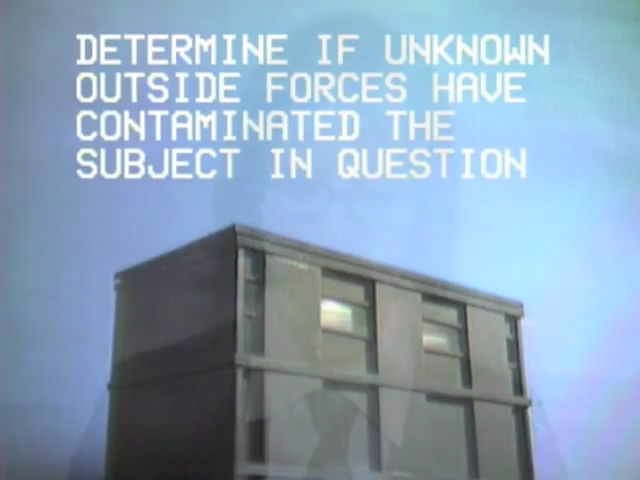 DETERMINE IF UNKNOWN
OUTSIDE FORCES HAVE
CONTAMINATED THE
SUBJECT IN QUESTION